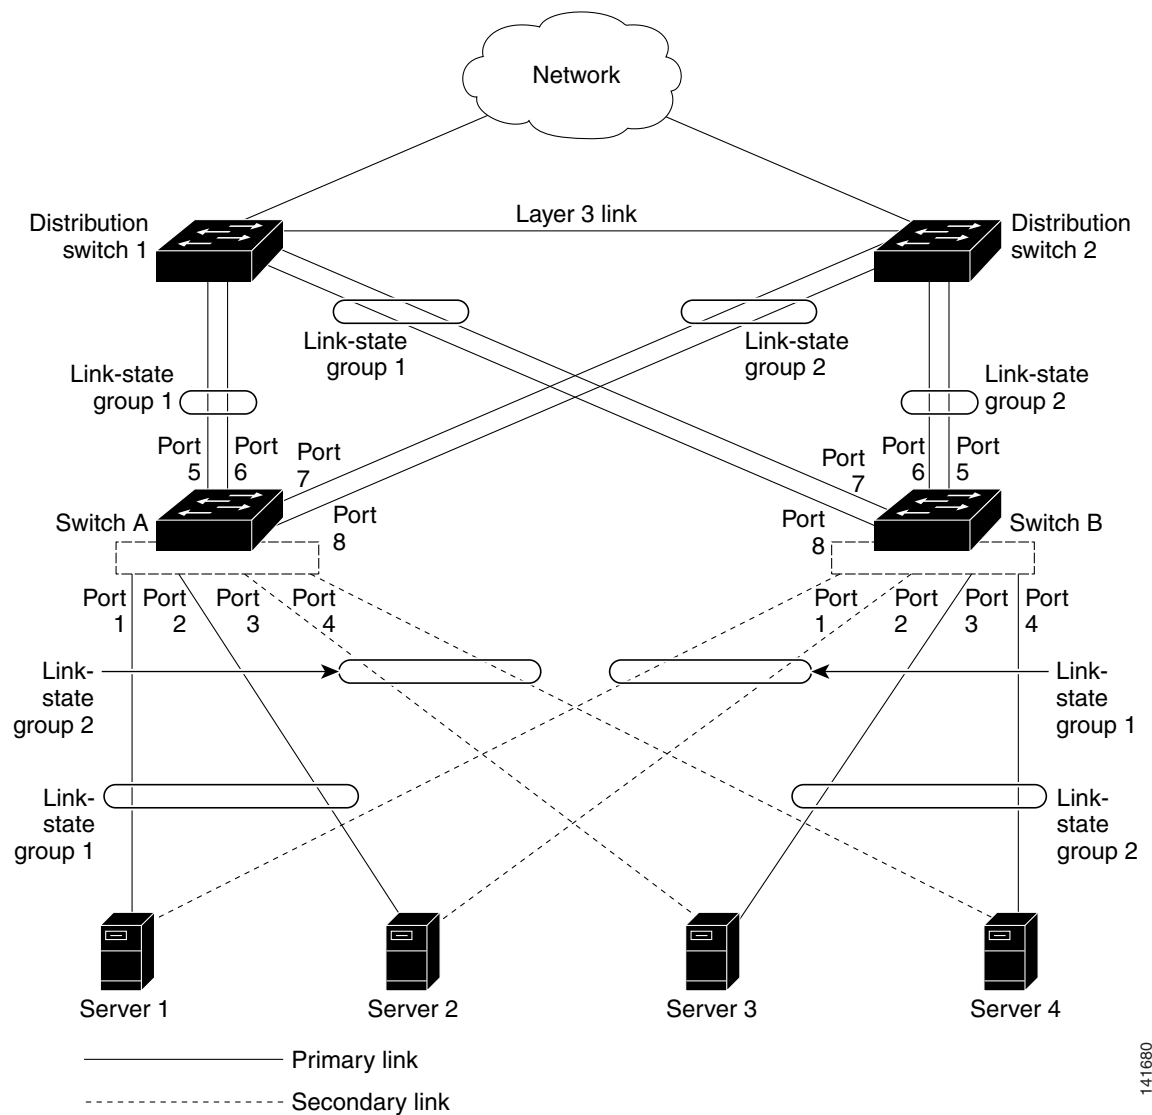 Network
Layer 3 link
Distribution
switch 1
Distribution
switch 2
Link-state
group 1
Link-state
group 2
Link-state
group 1
Link-state
group 2
Port
5
Port
6
Port
7
Port
8
Port
7
Port
6
Port
5
Port
8
Switch A
Switch B
Port
1
Port
2
Port
3
Port
4
Port
1
Port
2
Port
3
Port
4
Link-
state
group 2
Link-
state
group 1
Link-
state
group 1
Link-
state
group 2
Server 1
Server 2
Server 3
Server 4
Primary link
Secondary link
141680